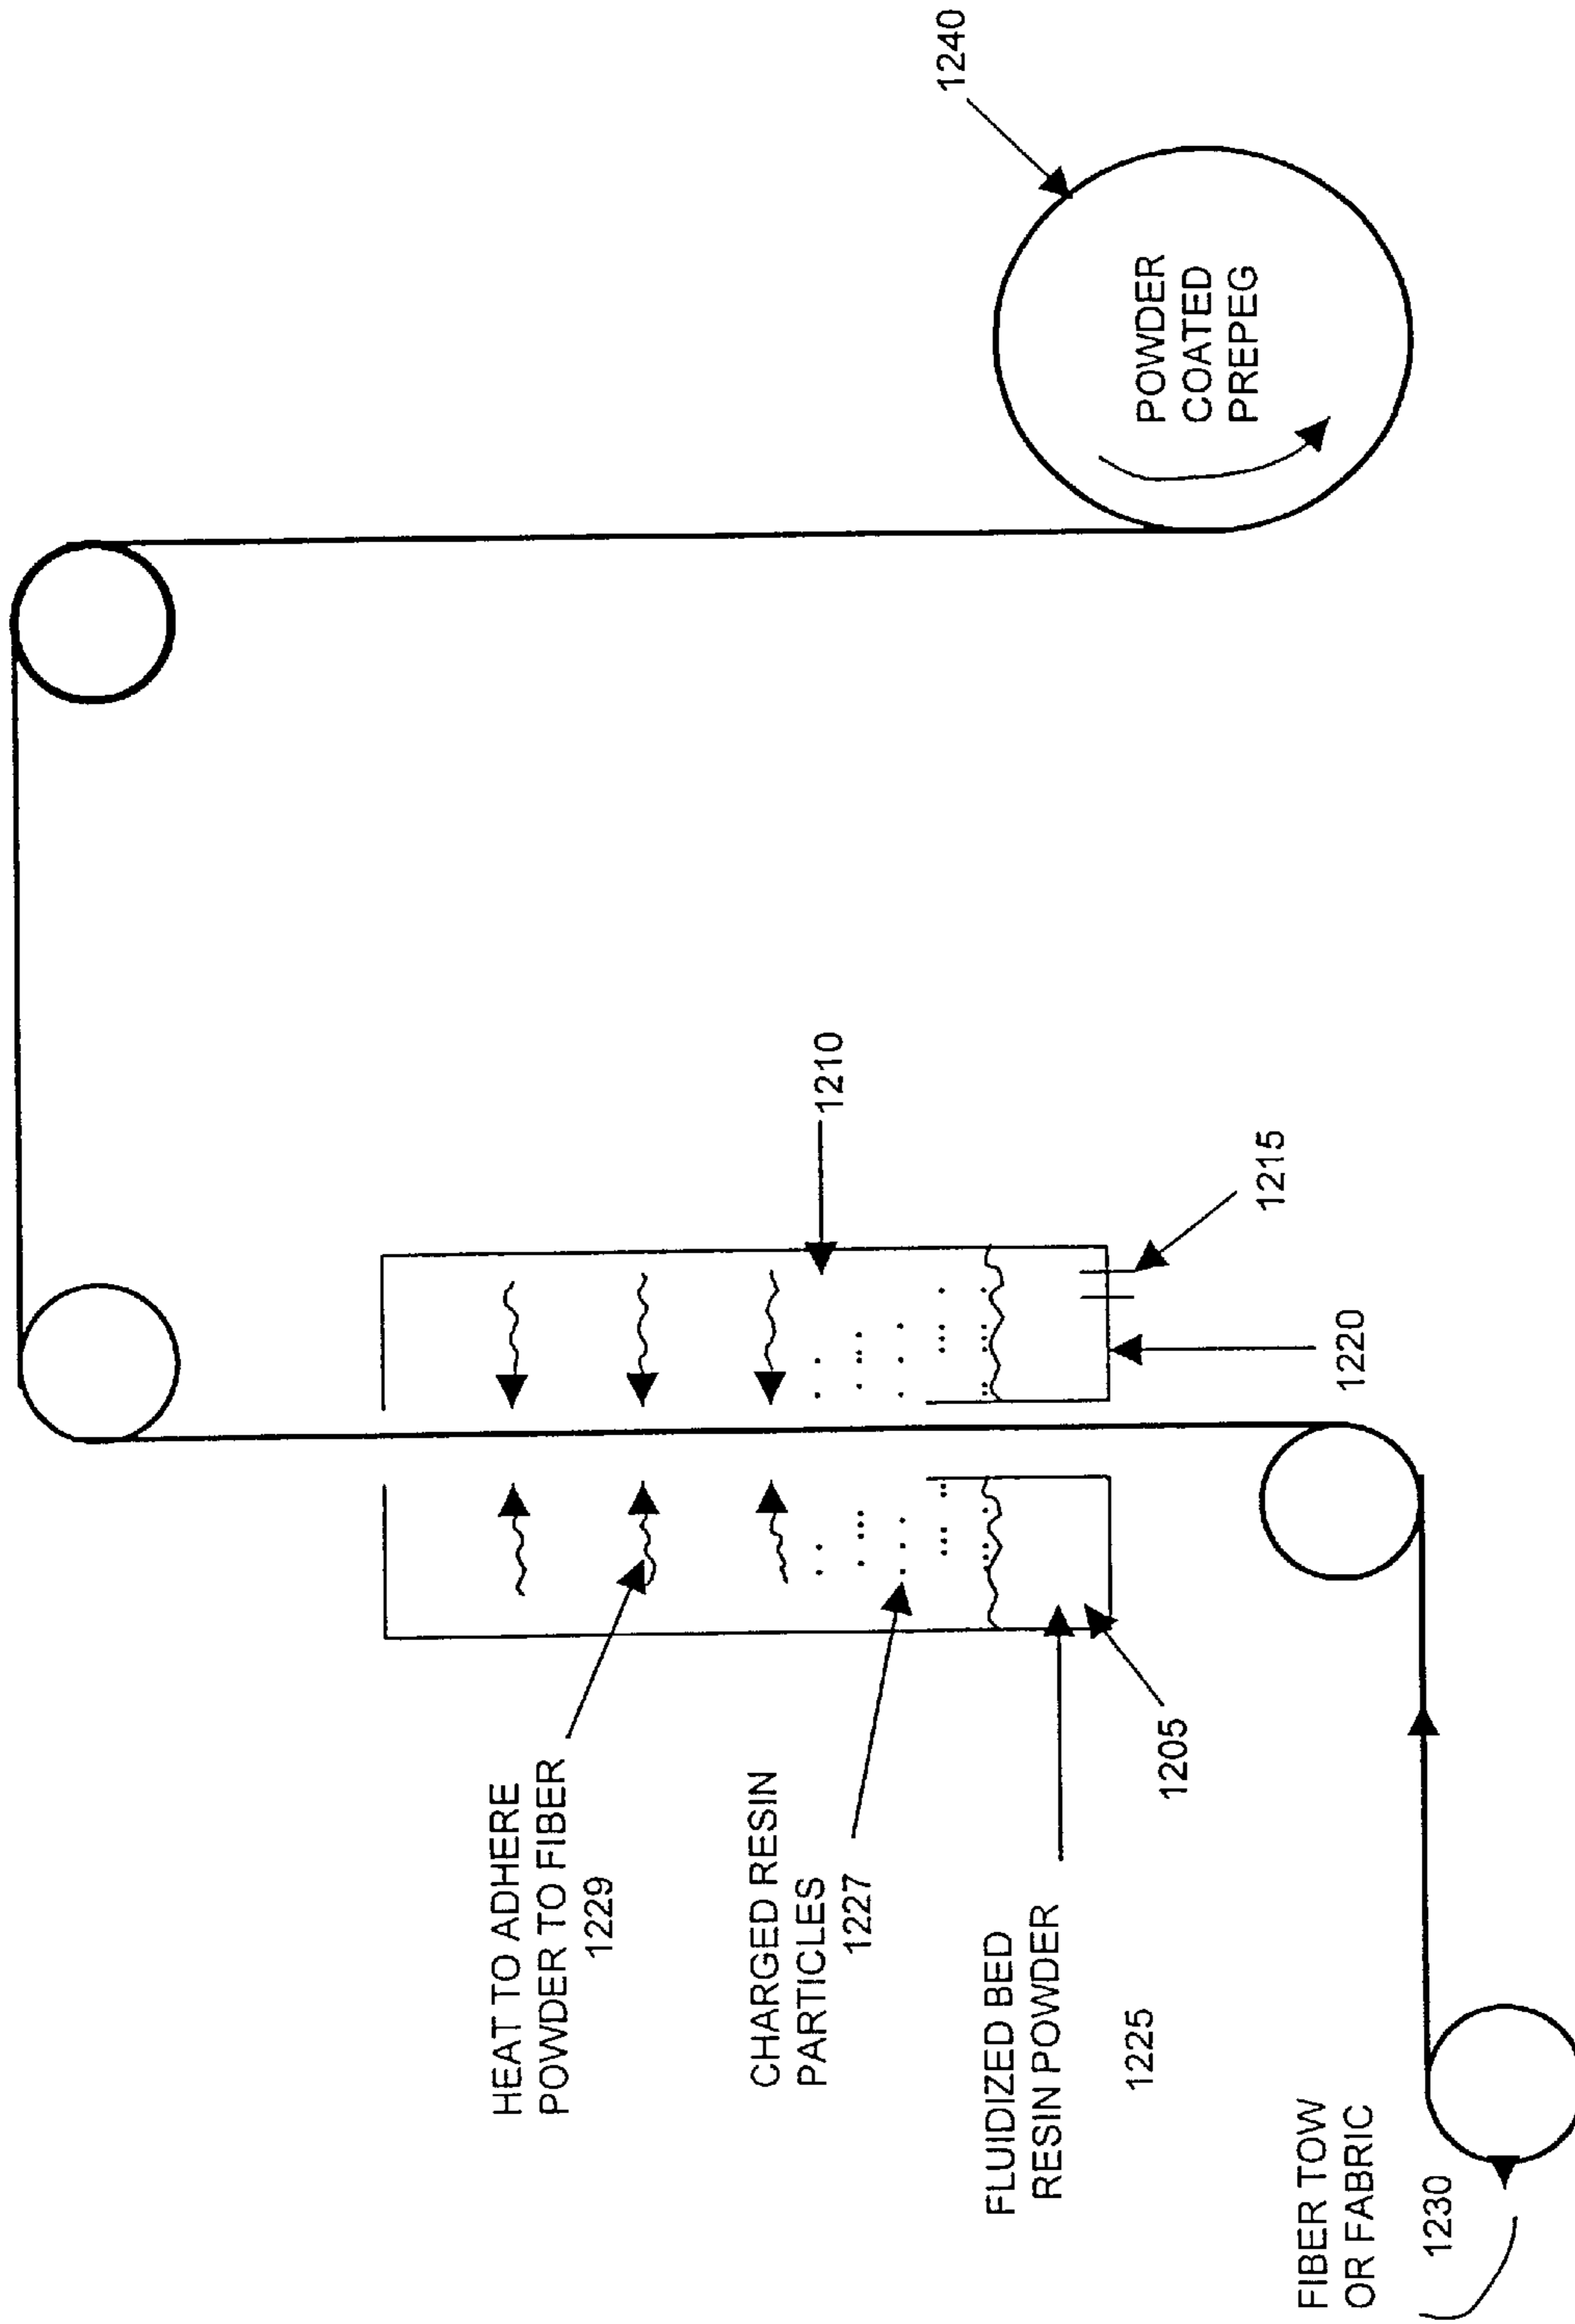 HEAT TO ADHERE
POWDER TO FIBER
1229
CHARGED RESIN
PARTICLES
1227
FLUIDIZED BED
RESIN POWDER
1225
1205
FIBER TOW
OR FABRIC
1230
1210
1215
1220
1240
POWDER
COATED
PREPEG